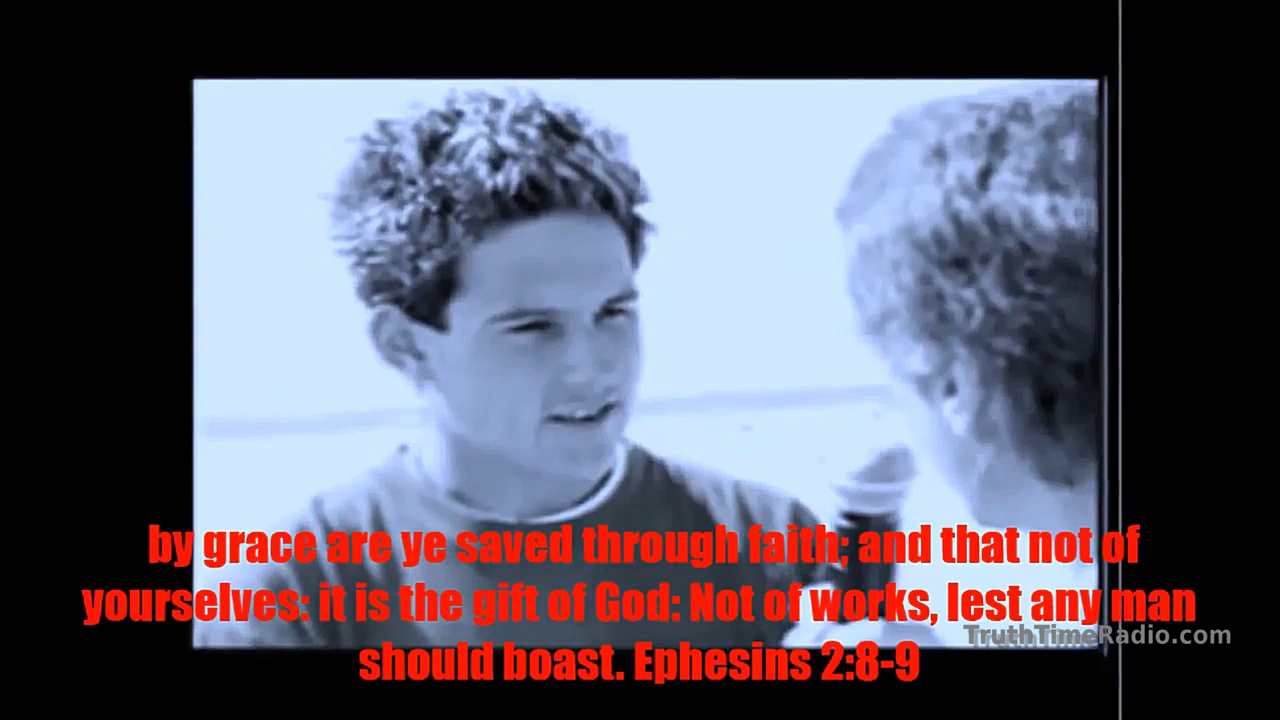 by grace are ye saved through faith; and that not of
yourselves: it is the gift of God: Not of works, lest any man
TruthTimeRadio.com
should boast. Ephesins 2:8-9